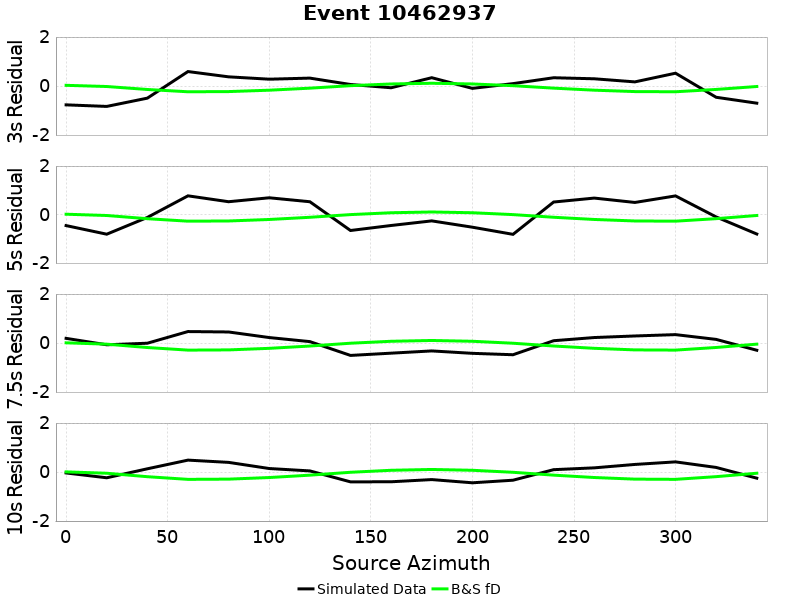 Event 10462937
3s Residual
2
0
-2
5s Residual
2
0
-2
7.5s Residual
2
0
-2
10s Residual
2
0
-2
0 50 100 150 200 250 300
Source Azimuth
Simulated Data B&S fD